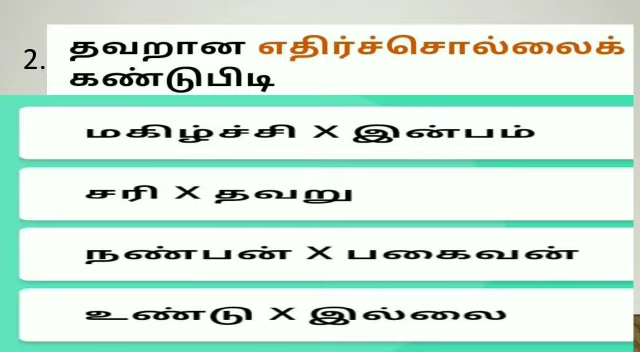 2. தவறான எதிர்ச்சொல்லைக்
கண்டுபிடி
மகிழ்ச்சி X இன்பம்
சரி X தவறு
நண்பன் X பகைவன்
உண்டு X இல்லை